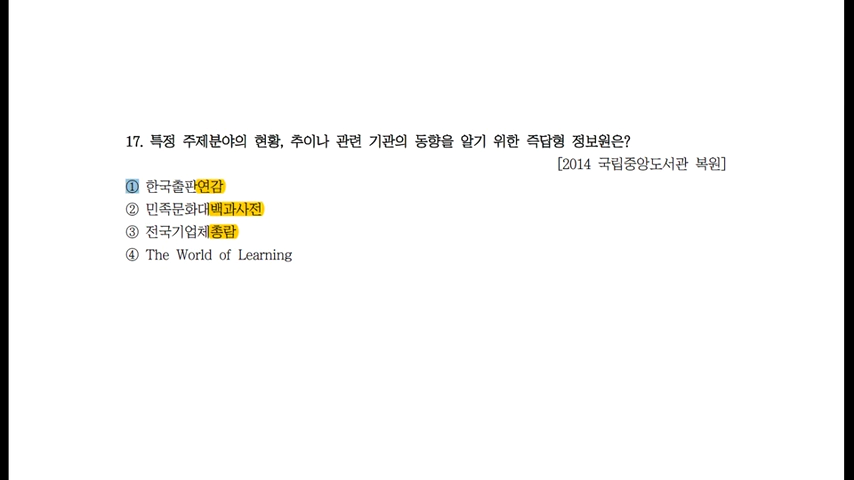 17. 특정 주제분야의 현황, 추이나 관련 기관의 동향을 알기 위한 즉답형 정보원은?
[2014 국립중앙도서관 복원]
① 한국출판연감
② 민족문화대백과사전
③ 전국기업체총람
④ The World of Learning